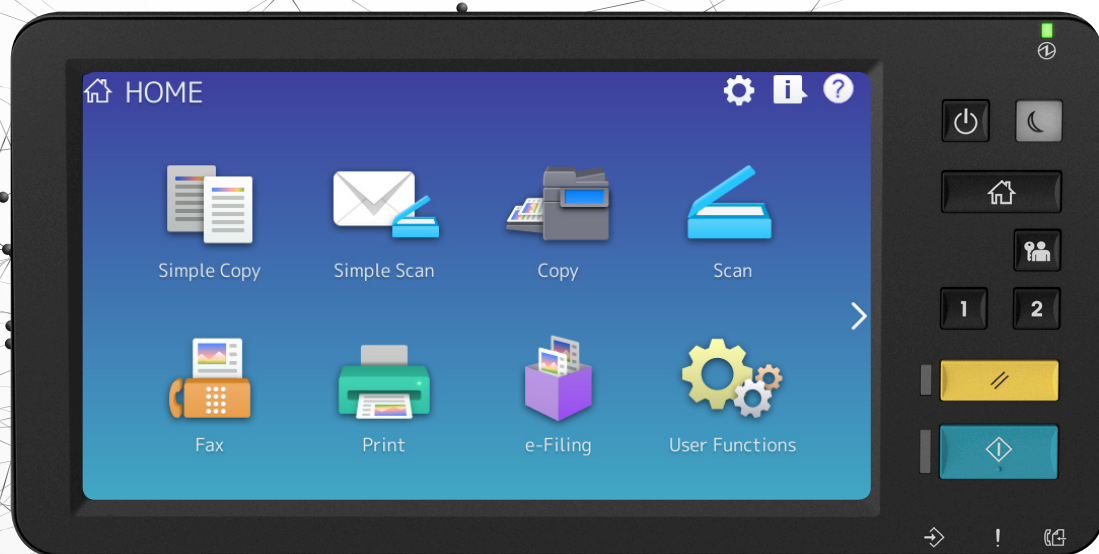 HOME
Simple Copy
Simple Scan
Copy
Scan
Fax
Print
e-Filing
User Functions
1
2